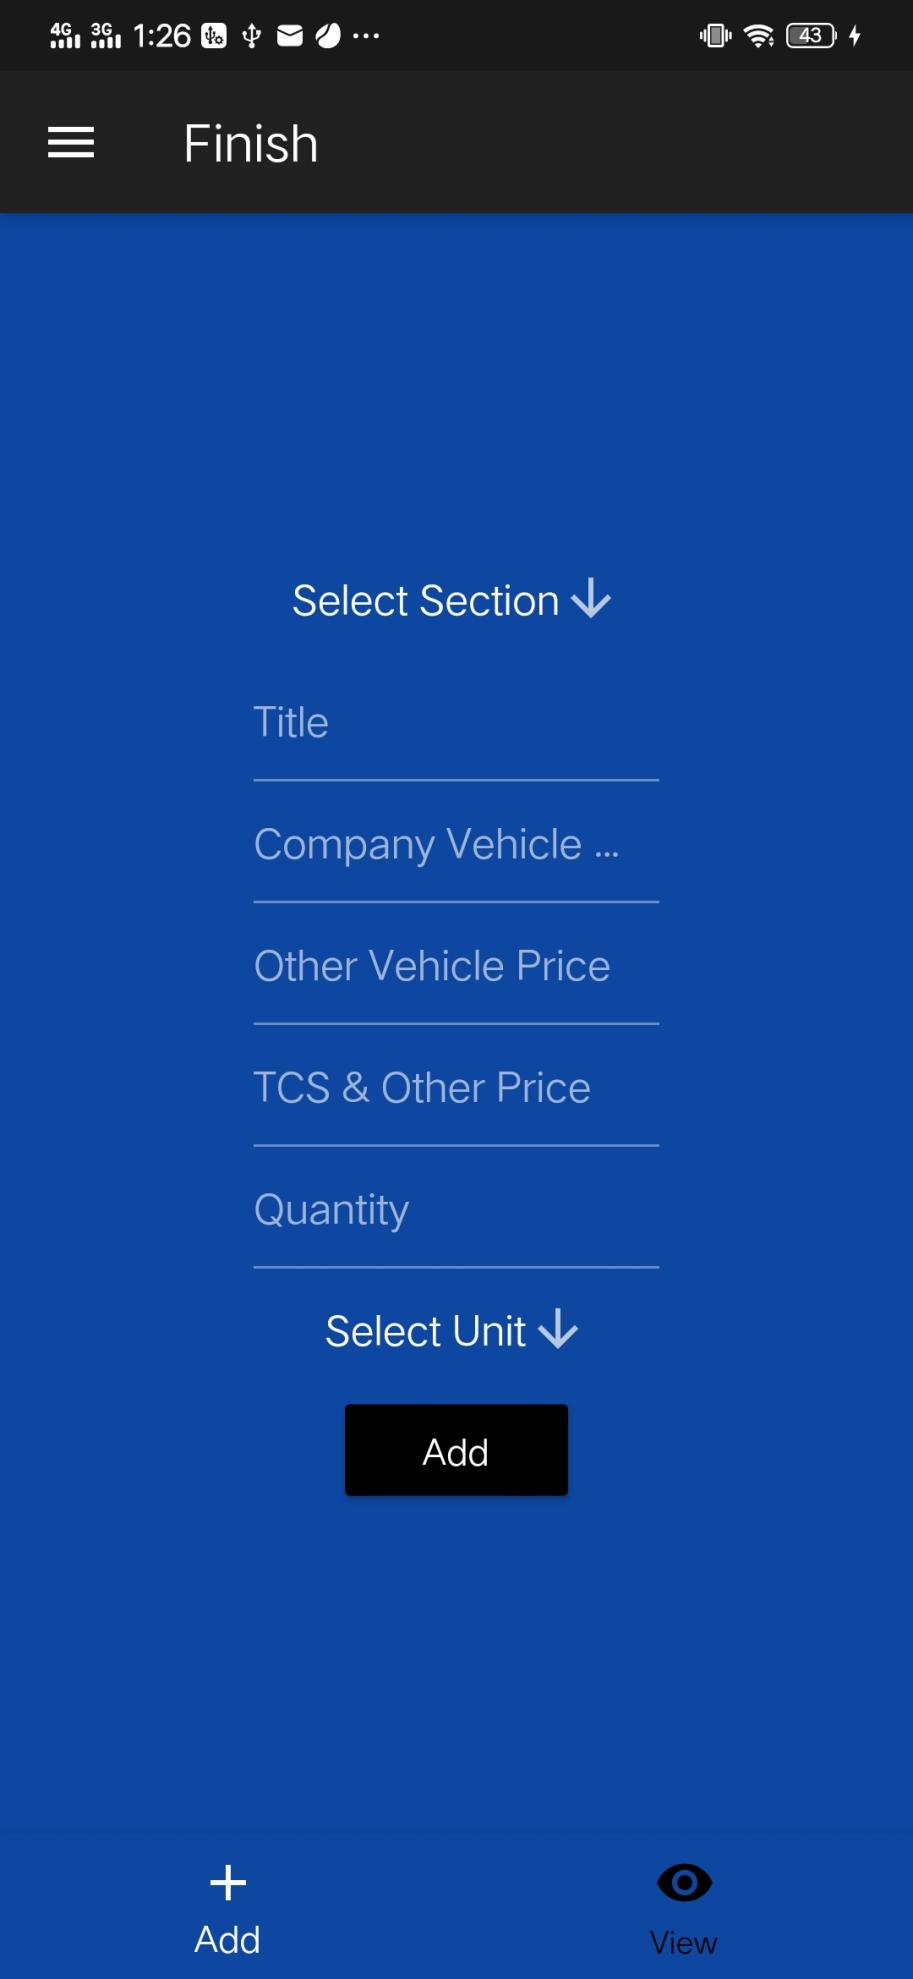 4G 3G 1:26 ... 43
Finish
Select Section
Title
Company Vehicle ...
Other Vehicle Price
TCS & Other Price
Quantity
Select Unit
Add
Add View